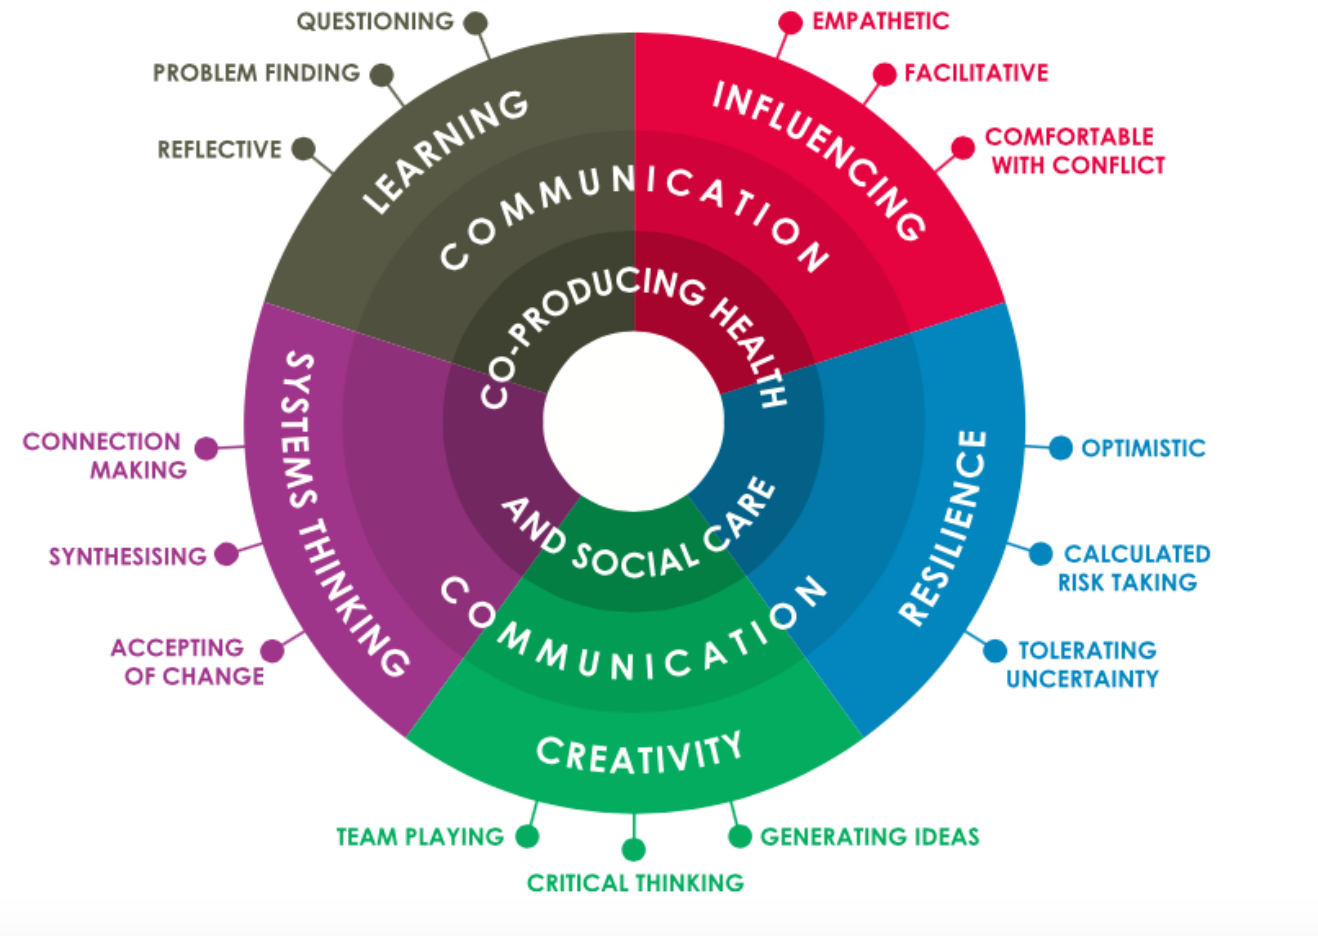 QUESTIONING
PROBLEM FINDING
REFLECTIVE
LEARNING
EMPATHETIC
FACILITATIVE
COMFORTABLE
WITH CONFLICT
INFLUENCING
COMMUNICATION
CO-PRODUCING HEALTH
AND SOCIAL CARE
COMMUNICATION
SYSTEMS THINKING
CONNECTION
MAKING
SYNTHESISING
ACCEPTING
OF CHANGE
RESILIENCE
OPTIMISTIC
CALCULATED
RISK TAKING
TOLERATING
UNCERTAINTY
CREATIVITY
TEAM PLAYING
CRITICAL THINKING
GENERATING IDEAS